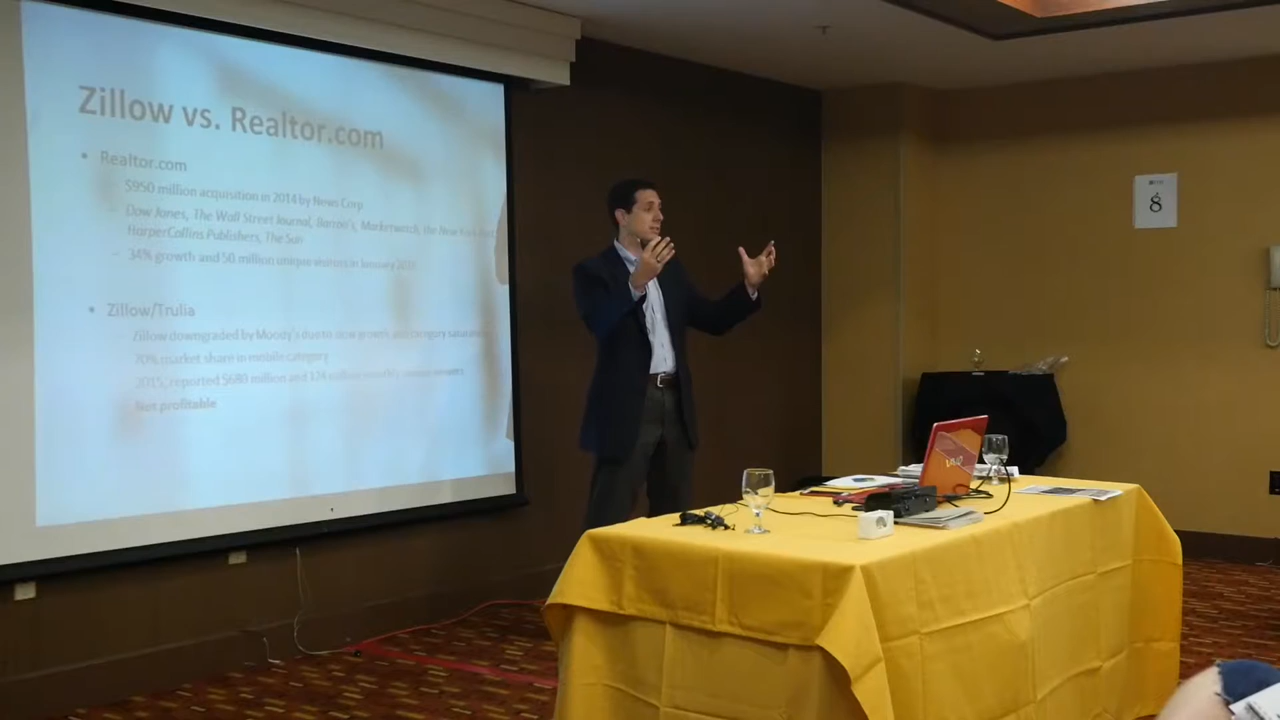 Zillow vs. Realtor.com
• Realtor.com
– $950 million acquisition in 2014 by News Corp
– Dow Jones, The Wall Street Journal, Barron's, Marketwatch, the New York
HarperCollins Publishers, The Sun
– 34% growth and 50 million unique visitors in January
• Zillow/Trulia
Zillow downgraded by Moody's due to slow growth and category
70% market share in mobile category
2015, reported $680 million and 124 million monthly unique
Not profitable
8
VAIO